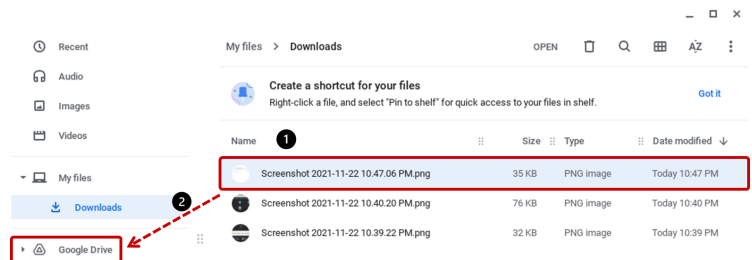 Recent
Audio
Images
Videos
My files
Downloads
Google Drive
My files > Downloads
OPEN
AZ
Create a shortcut for your files
Right-click a file, and select "Pin to shelf" for quick access to your files in shelf.
Got it
Name 1 Size Type Date modified
Screenshot 2021-11-22 10.47.06 PM.png 35 KB PNG image Today 10:47 PM
2
Screenshot 2021-11-22 10.40.20 PM.png 76 KB PNG image Today 10:40 PM
Screenshot 2021-11-22 10.39.22 PM.png 32 KB PNG image Today 10:39 PM